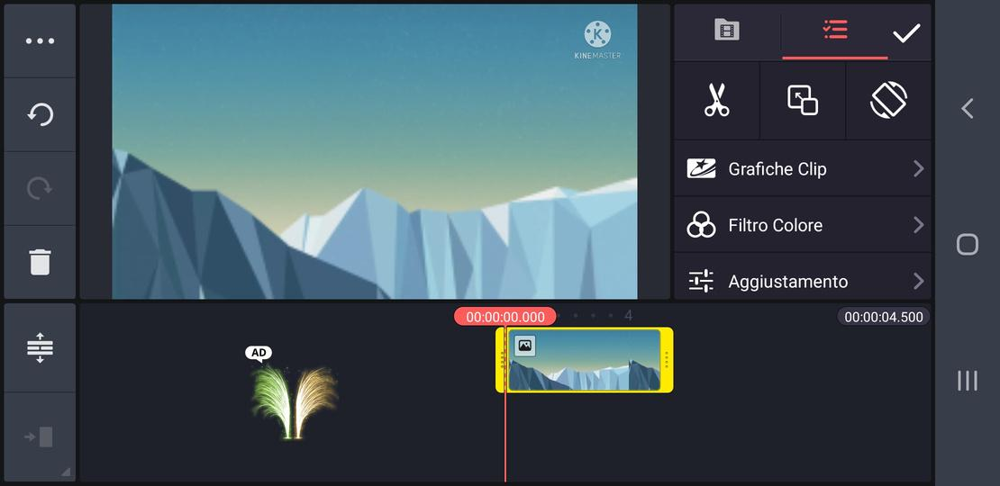 K
KINEMASTER
Grafiche Clip
Filtro Colore
Aggiustamento
00:00:00.000
4
00:00:04.500
AD